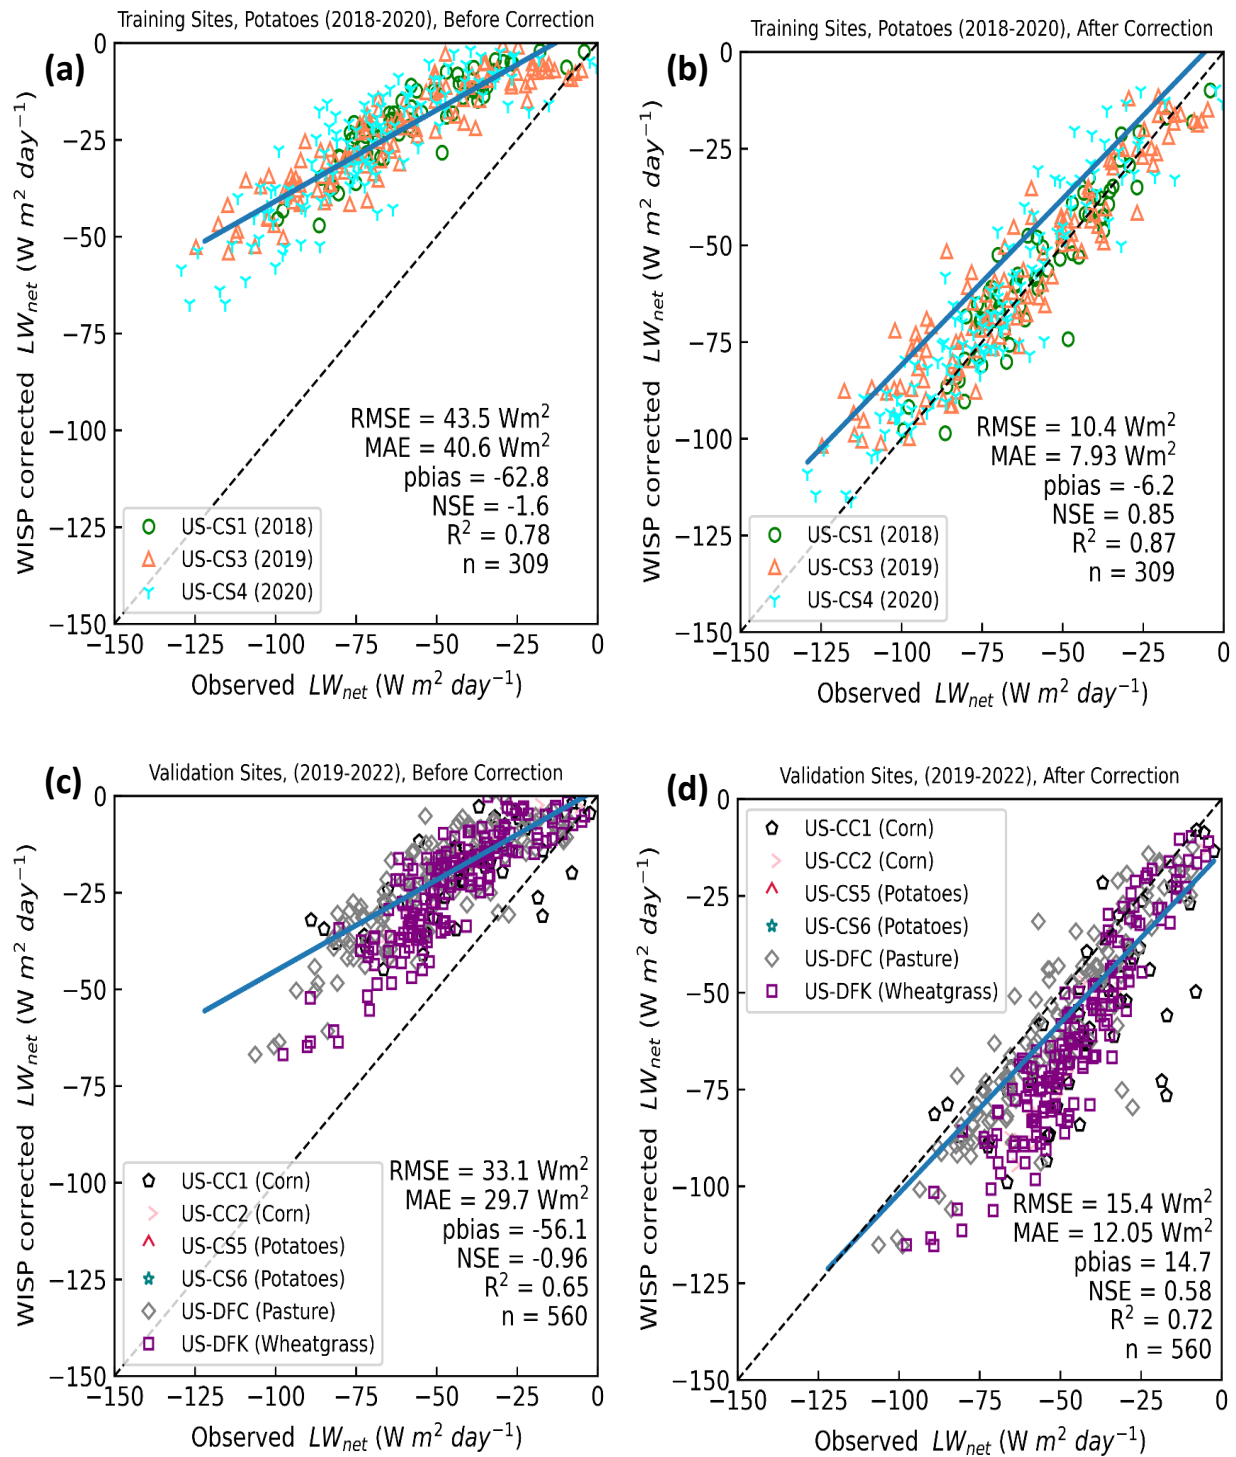 Training Sites, Potatoes (2018-2020), Before Correction
(a)
0
−25
−50
−75
−100
−125
−150
WISP corrected LWnet (W m² day⁻¹)
RMSE = 43.5 Wm²
MAE = 40.6 Wm²
pbias = -62.8
NSE = -1.6
R² = 0.78
n = 309
US-CS1 (2018)
US-CS3 (2019)
US-CS4 (2020)
−150 −125 −100 −75 −50 −25 0
Observed LWnet (W m² day⁻¹)
Training Sites, Potatoes (2018-2020), After Correction
(b)
0
−25
−50
−75
−100
−125
−150
WISP corrected LWnet (W m² day⁻¹)
RMSE = 10.4 Wm²
MAE = 7.93 Wm²
pbias = -6.2
NSE = 0.85
R² = 0.87
n = 309
US-CS1 (2018)
US-CS3 (2019)
US-CS4 (2020)
−150 −125 −100 −75 −50 −25 0
Observed LWnet (W m² day⁻¹)
Validation Sites, (2019-2022), Before Correction
(c)
0
−25
−50
−75
−100
−125
−150
WISP corrected LWnet (W m² day⁻¹)
RMSE = 33.1 Wm²
MAE = 29.7 Wm²
pbias = -56.1
NSE = -0.96
R² = 0.65
n = 560
US-CC1 (Corn)
US-CC2 (Corn)
US-CS5 (Potatoes)
US-CS6 (Potatoes)
US-DFC (Pasture)
US-DFK (Wheatgrass)
−150 −125 −100 −75 −50 −25 0
Observed LWnet (W m² day⁻¹)
Validation Sites, (2019-2022), After Correction
(d)
0
−25
−50
−75
−100
−125
−150
WISP corrected LWnet (W m² day⁻¹)
US-CC1 (Corn)
US-CC2 (Corn)
US-CS5 (Potatoes)
US-CS6 (Potatoes)
US-DFC (Pasture)
US-DFK (Wheatgrass)
RMSE = 15.4 Wm²
MAE = 12.05 Wm²
pbias = 14.7
NSE = 0.58
R² = 0.72
n = 560
−150 −125 −100 −75 −50 −25 0
Observed LWnet (W m² day⁻¹)